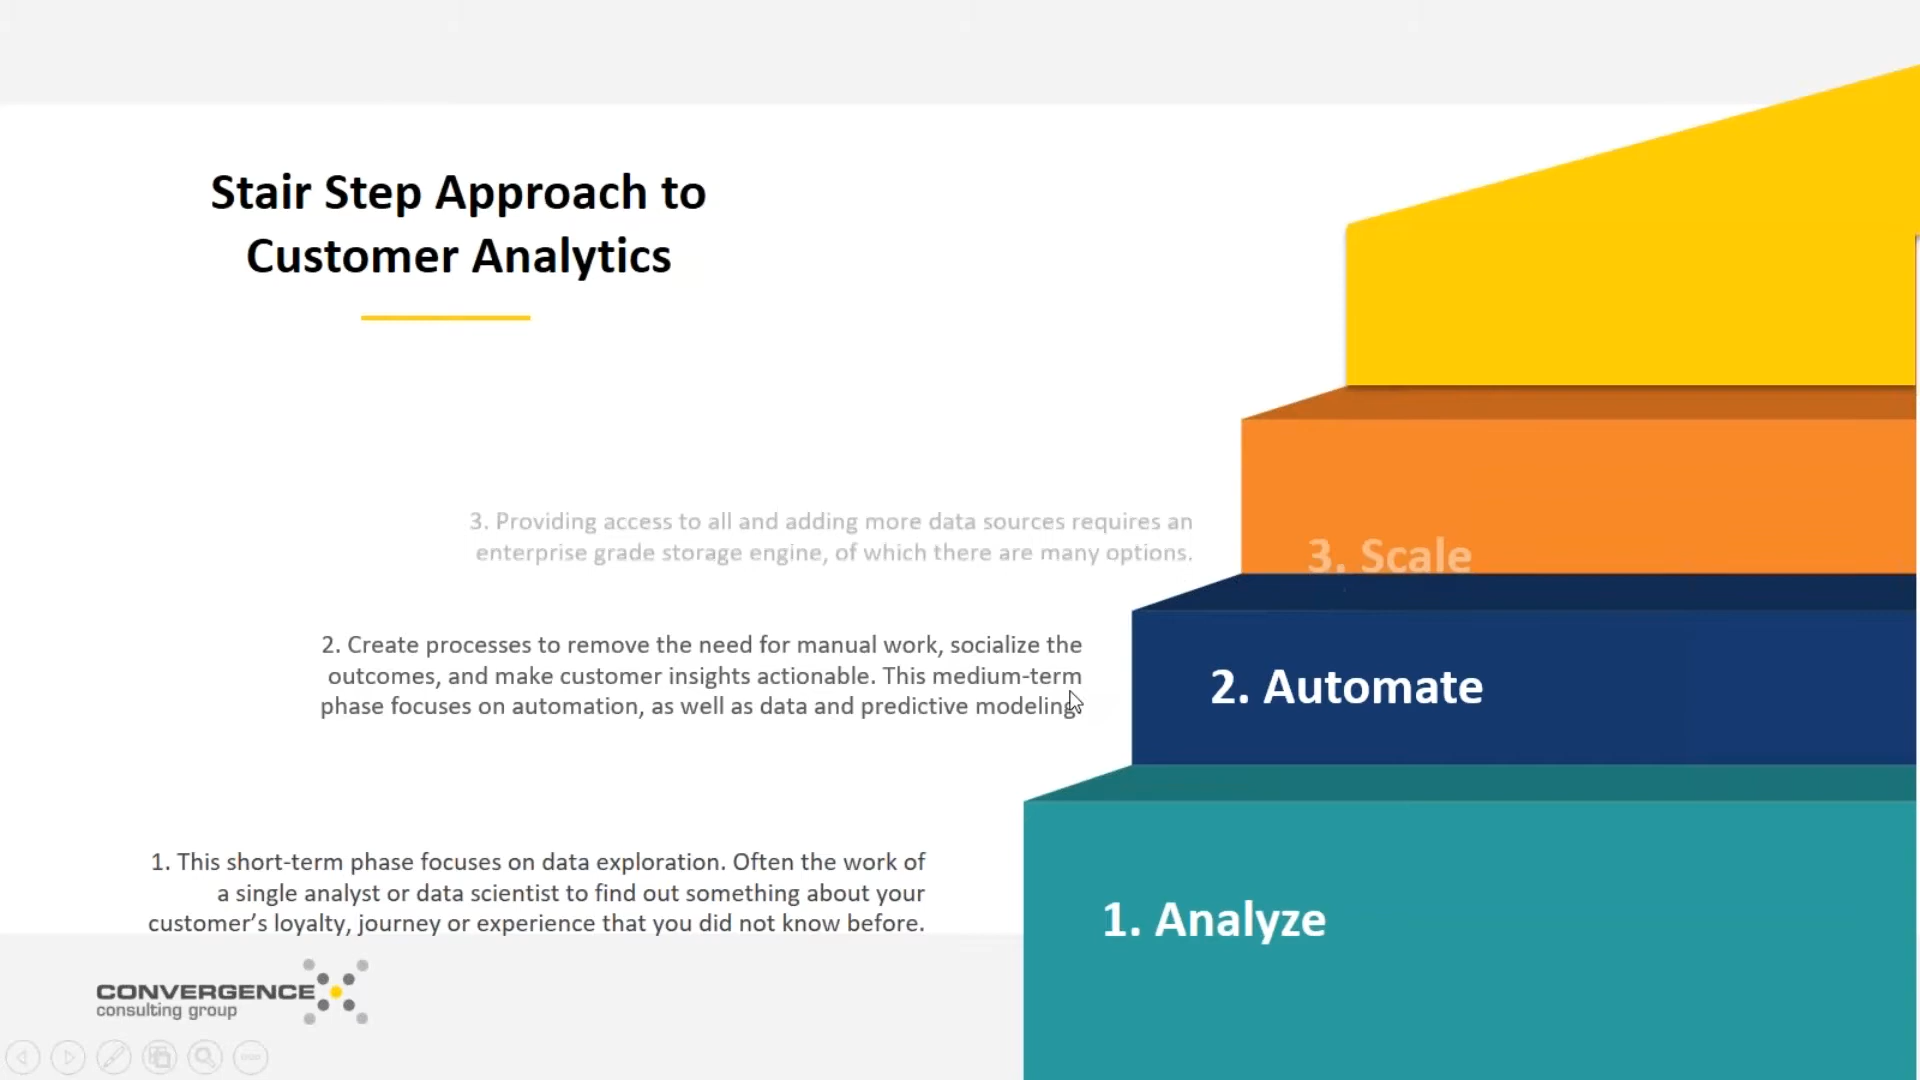 Stair Step Approach to
Customer Analytics
3. Providing access to all and adding more data sources requires an
enterprise grade storage engine, of which there are many options.
3. Scale
2. Create processes to remove the need for manual work, socialize the
outcomes, and make customer insights actionable. This medium-term
phase focuses on automation, as well as data and predictive modeling.
2. Automate
1. This short-term phase focuses on data exploration. Often the work of
a single analyst or data scientist to find out something about your
customer’s loyalty, journey or experience that you did not know before.
1. Analyze
CONVERGENCE
consulting group